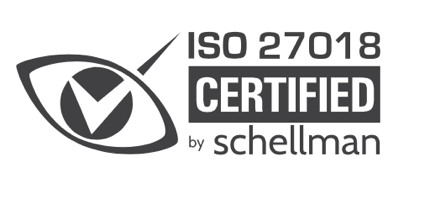 ISO 27018
CERTIFIED
by schellman